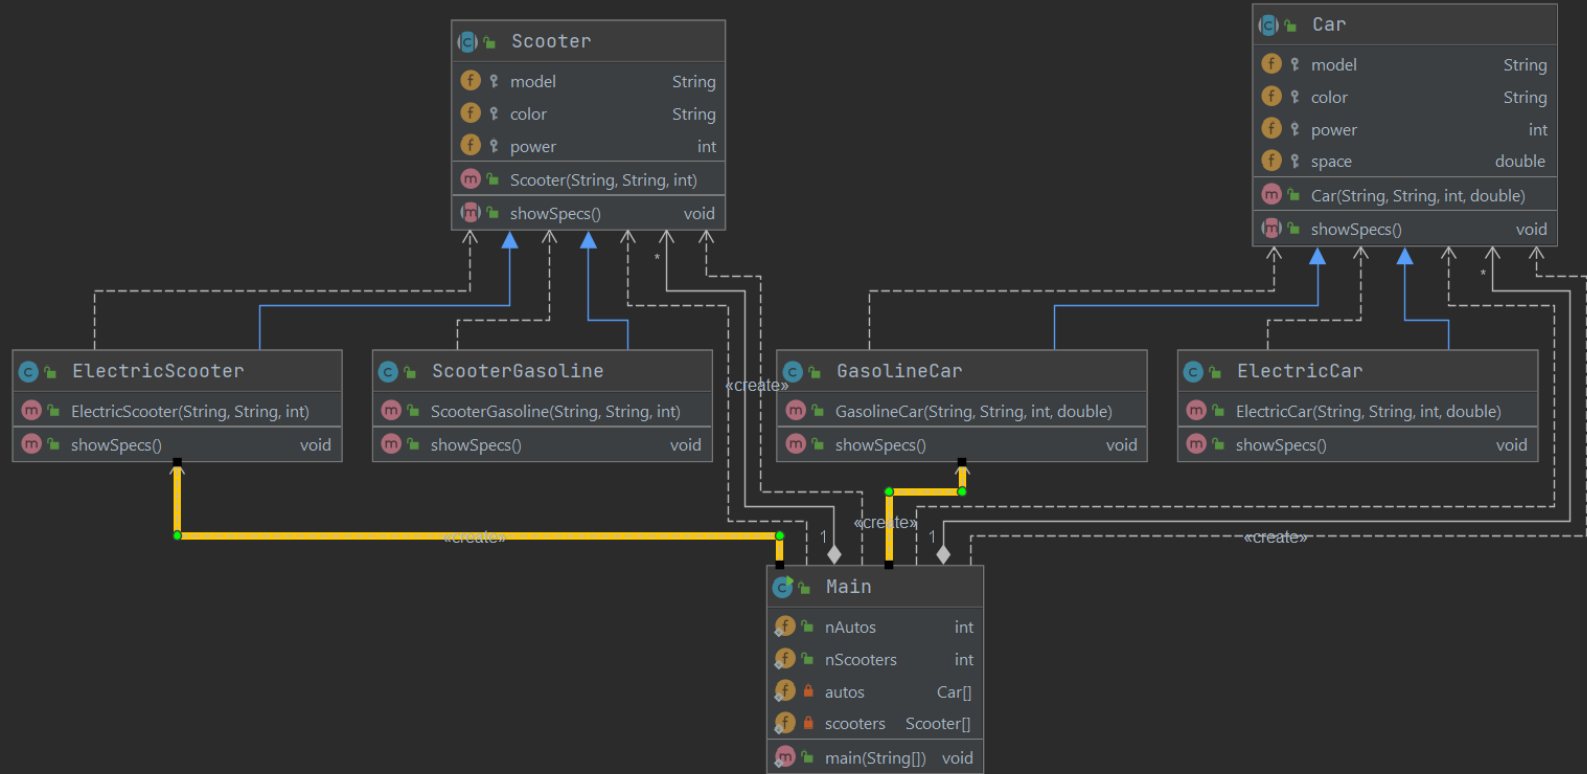 Scooter
model String
color String
power int
Scooter(String, String, int)
showSpecs() void
Car
model String
color String
power int
space double
Car(String, String, int, double)
showSpecs() void
*
*
ElectricScooter
ElectricScooter(String, String, int)
showSpecs() void
ScooterGasoline
ScooterGasoline(String, String, int)
showSpecs() void
«create»
GasolineCar
GasolineCar(String, String, int, double)
showSpecs() void
ElectricCar
ElectricCar(String, String, int, double)
showSpecs() void
«create»
1
«create»
1
«create»
Main
nAutos int
nScooters int
autos Car[]
scooters Scooter[]
main(String[]) void